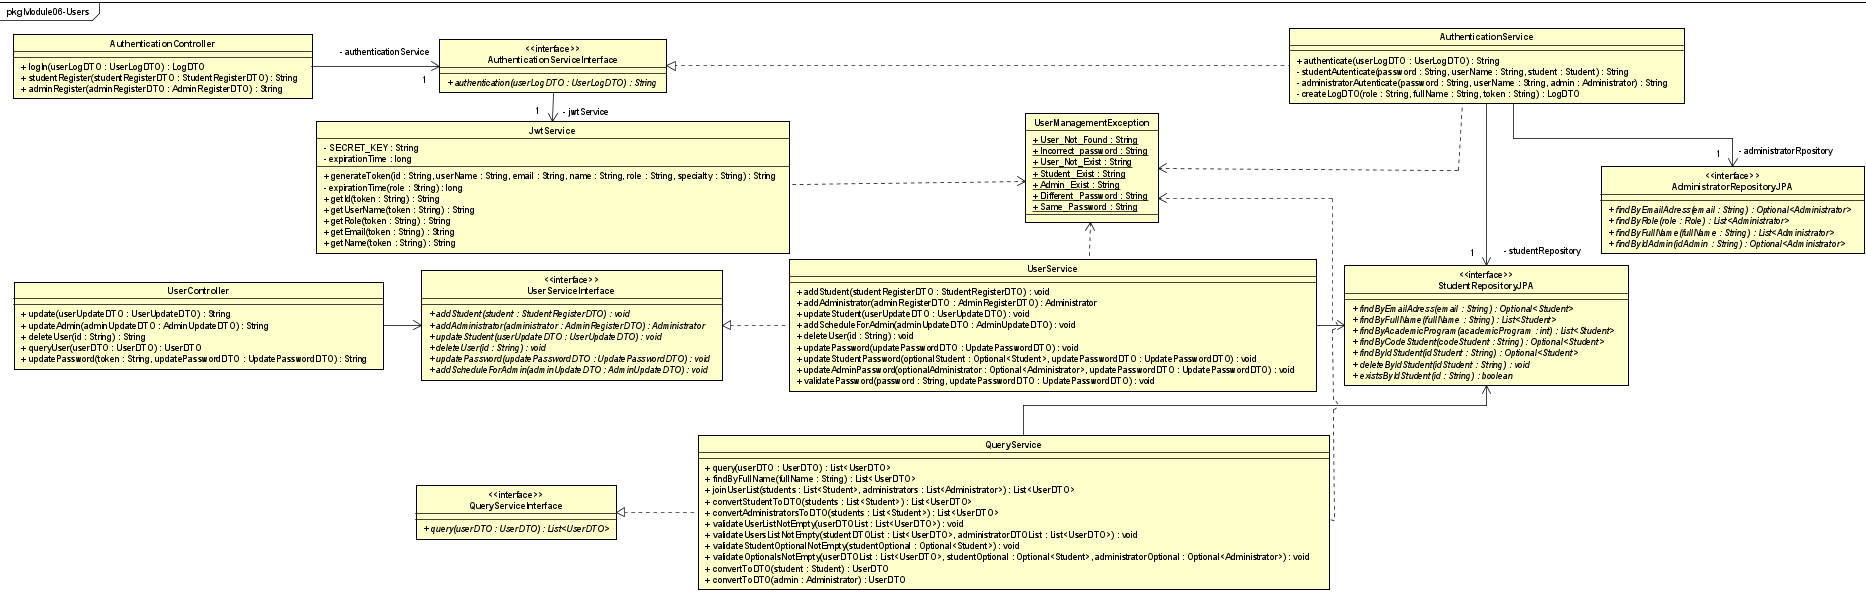 pkg Module06-Users
AuthenticationController
+ logIn(userLogDTO : UserLogDTO) : LogDTO
+ studentRegister(studentRegisterDTO : StudentRegisterDTO) : String
+ adminRegister(adminRegisterDTO : AdminRegisterDTO) : String
- authenticationService
1
<<interface>>
AuthenticationServiceInterface
+ authentication(userLogDTO : UserLogDTO) : String
1
- jwtService
JwtService
- SECRET_KEY : String
- expirationTime : long
+ generateToken(id : String, userName : String, email : String, name : String, role : String, specialty : String) : String
- expirationTime(role : String) : long
+ getId(token : String) : String
+ getUserName(token : String) : String
+ getRole(token : String) : String
+ getEmail(token : String) : String
+ getName(token : String) : String
UserManagementException
+ User_Not_Found : String
+ Incorrect_password : String
+ User_Not_Exist : String
+ Student_Exist : String
+ Admin_Exist : String
+ Different_Password : String
+ Same_Password : String
AuthenticationService
+ authenticate(userLogDTO : UserLogDTO) : String
- studentAutenticate(password : String, userName : String, student : Student) : String
- administratorAutenticate(password : String, userName : String, admin : Administrator) : String
- createLogDTO(role : String, fullName : String, token : String) : LogDTO
1
- administratorRpository
<<interface>>
AdministratorRepositoryJPA
+ findByEmailAdress(email : String) : Optional<Administrator>
+ findByRole(role : Role) : List<Administrator>
+ findByFullName(fullName : String) : List<Administrator>
+ findByIdAdmin(idAdmin : String) : Optional<Administrator>
1
- studentRepository
<<interface>>
StudentRepositoryJPA
+ findByEmailAdress(email : String) : Optional<Student>
+ findByFullName(fullName : String) : List<Student>
+ findByAcademicProgram(academicProgram : int) : List<Student>
+ findByCodeStudent(codeStudent : String) : Optional<Student>
+ findByIdStudent(idStudent : String) : Optional<Student>
+ deleteByIdStudent(idStudent : String) : void
+ existsByIdStudent(id : String) : boolean
UserController
+ update(userUpdateDTO : UserUpdateDTO) : String
+ updateAdmin(adminUpdateDTO : AdminUpdateDTO) : String
+ deleteUser(id : String) : String
+ queryUser(userDTO : UserDTO) : UserDTO
+ updatePassword(token : String, updatePasswordDTO : UpdatePasswordDTO) : String
<<interface>>
UserServiceInterface
+ addStudent(student : StudentRegisterDTO) : void
+ addAdministrator(administrator : AdminRegisterDTO) : Administrator
+ updateStudent(userUpdateDTO : UserUpdateDTO) : void
+ deleteUser(id : String) : void
+ updatePassword(updatePasswordDTO : UpdatePasswordDTO) : void
+ addScheduleForAdmin(adminUpdateDTO : AdminUpdateDTO) : void
UserService
+ addStudent(studentRegisterDTO : StudentRegisterDTO) : void
+ addAdministrator(adminRegisterDTO : AdminRegisterDTO) : Administrator
+ updateStudent(userUpdateDTO : UserUpdateDTO) : void
+ addScheduleForAdmin(adminUpdateDTO : AdminUpdateDTO) : void
+ deleteUser(id : String) : void
+ updatePassword(updatePasswordDTO : UpdatePasswordDTO) : void
+ updateStudentPassword(optionalStudent : Optional<Student>, updatePasswordDTO : UpdatePasswordDTO) : void
+ updateAdminPassword(optionalAdministrator : Optional<Administrator>, updatePasswordDTO : UpdatePasswordDTO) : void
+ validatePassword(password : String, updatePasswordDTO : UpdatePasswordDTO) : void
<<interface>>
QueryServiceInterface
+ query(userDTO : UserDTO) : List<UserDTO>
QueryService
+ query(userDTO : UserDTO) : List<UserDTO>
+ findByFullName(fullName : String) : List<UserDTO>
+ joinUserList(students : List<Student>, administrators : List<Administrator>) : List<UserDTO>
+ convertStudentToDTO(students : List<Student>) : List<UserDTO>
+ convertAdministratorsToDTO(students : List<Student>) : List<UserDTO>
+ validateUserListNotEmpty(userDTOList : List<UserDTO>) : void
+ validateUsersListNotEmpty(studentDTOList : List<UserDTO>, administratorDTOList : List<UserDTO>) : void
+ validateStudentOptionalNotEmpty(studentOptional : Optional<Student>) : void
+ validateOptionalsNotEmpty(userDTOList : List<UserDTO>, studentOptional : Optional<Student>, administratorOptional : Optional<Administrator>) : void
+ convertToDTO(student : Student) : UserDTO
+ convertToDTO(admin : Administrator) : UserDTO